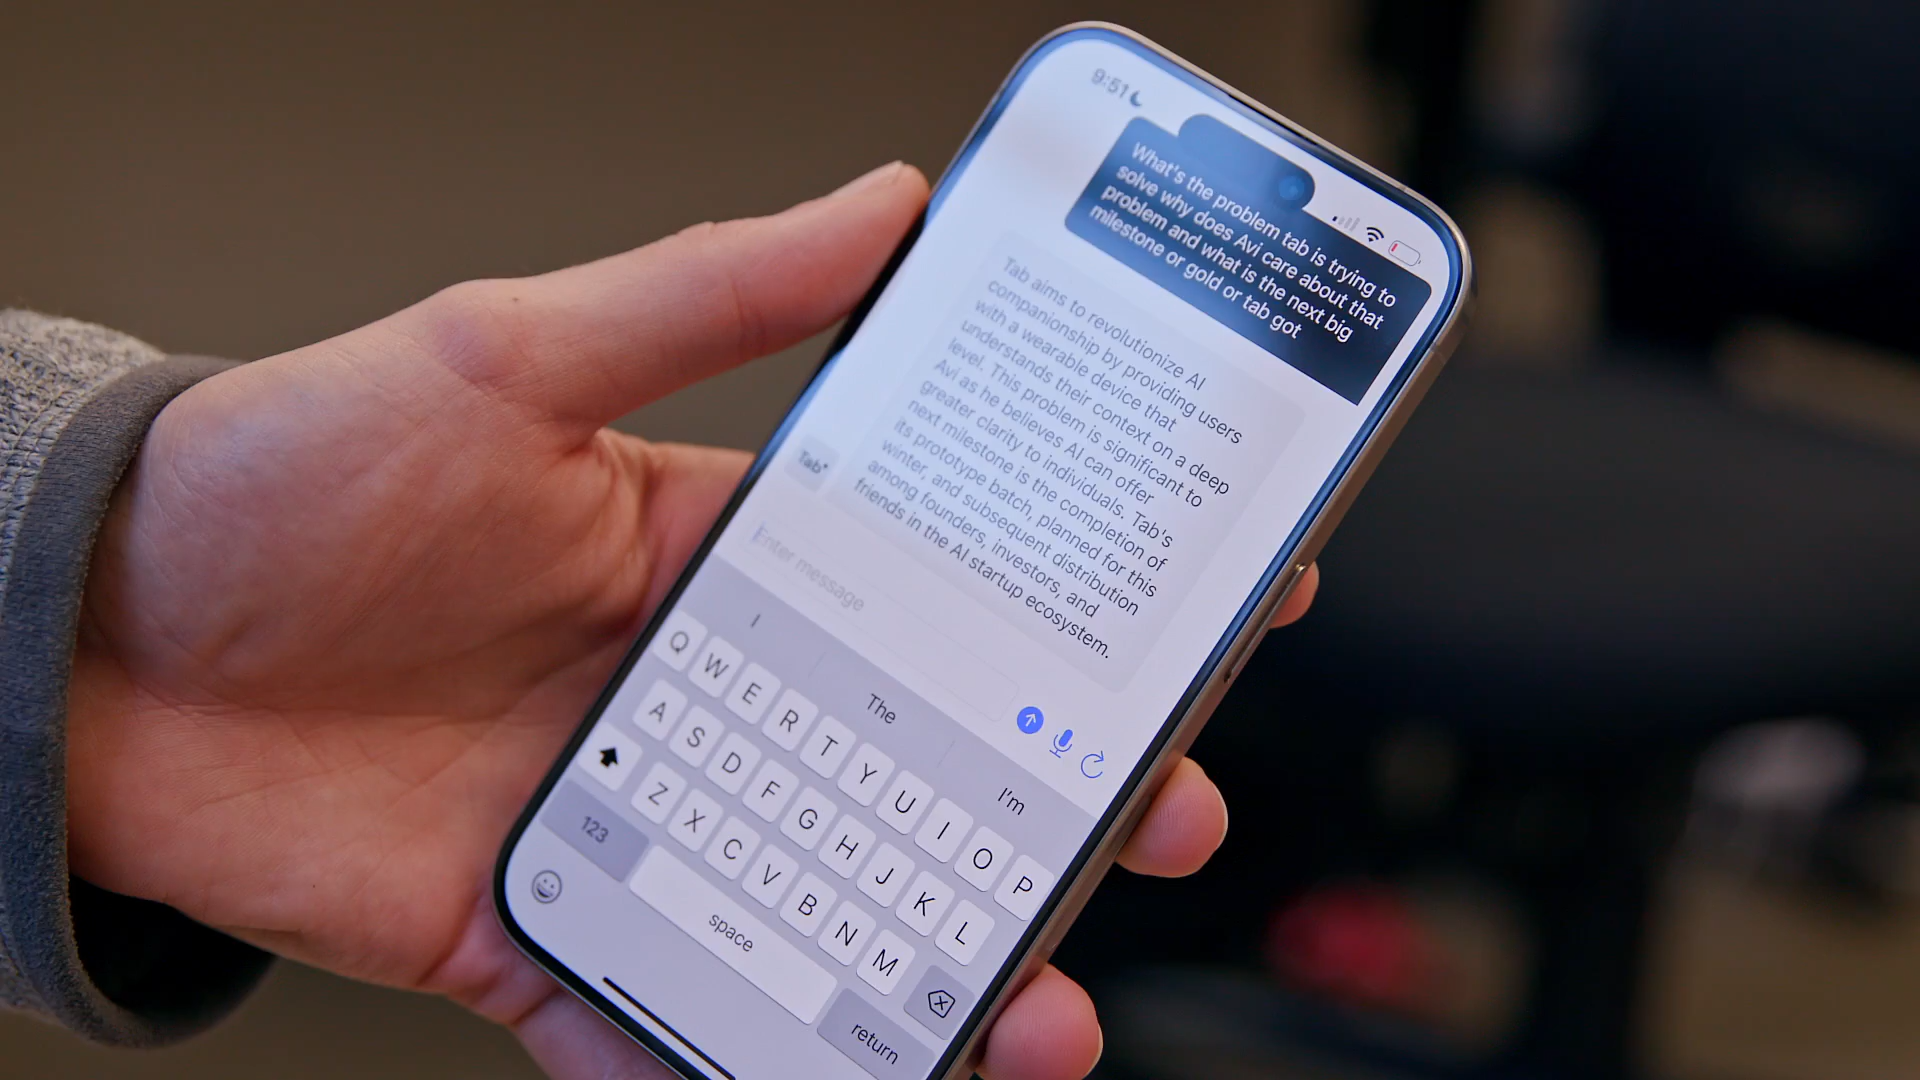 9:51
What's the problem tab is trying to
solve why does Avi care about that
problem and what is the next big
milestone or gold or tab got
Tab aims to revolutionize AI
companionship by providing users
with a wearable device that
understands their context on a deep
level. This problem is significant to
Avi as he believes AI can offer
greater clarity to individuals. Tab's
next milestone is the completion of
its prototype batch, planned for this
winter, and subsequent distribution
among founders, investors, and
friends in the AI startup ecosystem.
Tab
Enter message
I The I'm
Q W E R T Y U I O P
A S D F G H J K L
Z X C V B N M
123 space return